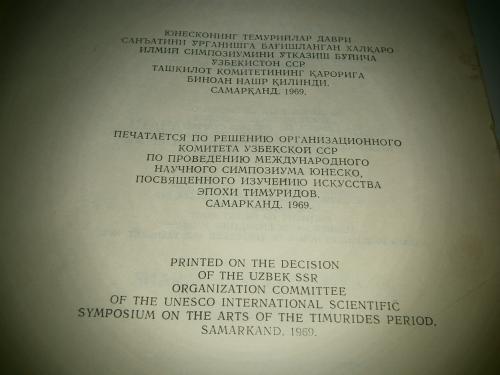 ЮНЕСКОНИНГ ТЕМУРИЙЛАР ДАВРИ
САНЪАТИНИ ЎРГАНИШГА БАҒИШЛАНГАН ХАЛҚАРО
ИЛМИЙ СИМПОЗИУМИНИ ЎТКАЗИШ БЎЙИЧА
ЎЗБЕКИСТОН ССР
ТАШКИЛОТ КОМИТЕТИНИНГ ҚАРОРИГА
БИНОАН НАШР ҚИЛИНДИ.
САМАРҚАНД. 1969.
ПЕЧАТАЕТСЯ ПО РЕШЕНИЮ ОРГАНИЗАЦИОННОГО
КОМИТЕТА УЗБЕКСКОЙ ССР
ПО ПРОВЕДЕНИЮ МЕЖДУНАРОДНОГО
НАУЧНОГО СИМПОЗИУМА ЮНЕСКО,
ПОСВЯЩЕННОГО ИЗУЧЕНИЮ ИСКУССТВА
ЭПОХИ ТИМУРИДОВ.
САМАРКАНД. 1969.
PRINTED ON THE DECISION
OF THE UZBEK SSR
ORGANIZATION COMMITTEE
OF THE UNESCO INTERNATIONAL SCIENTIFIC
SYMPOSIUM ON THE ARTS OF THE TIMURIDES PERIOD.
SAMARKAND. 1969.